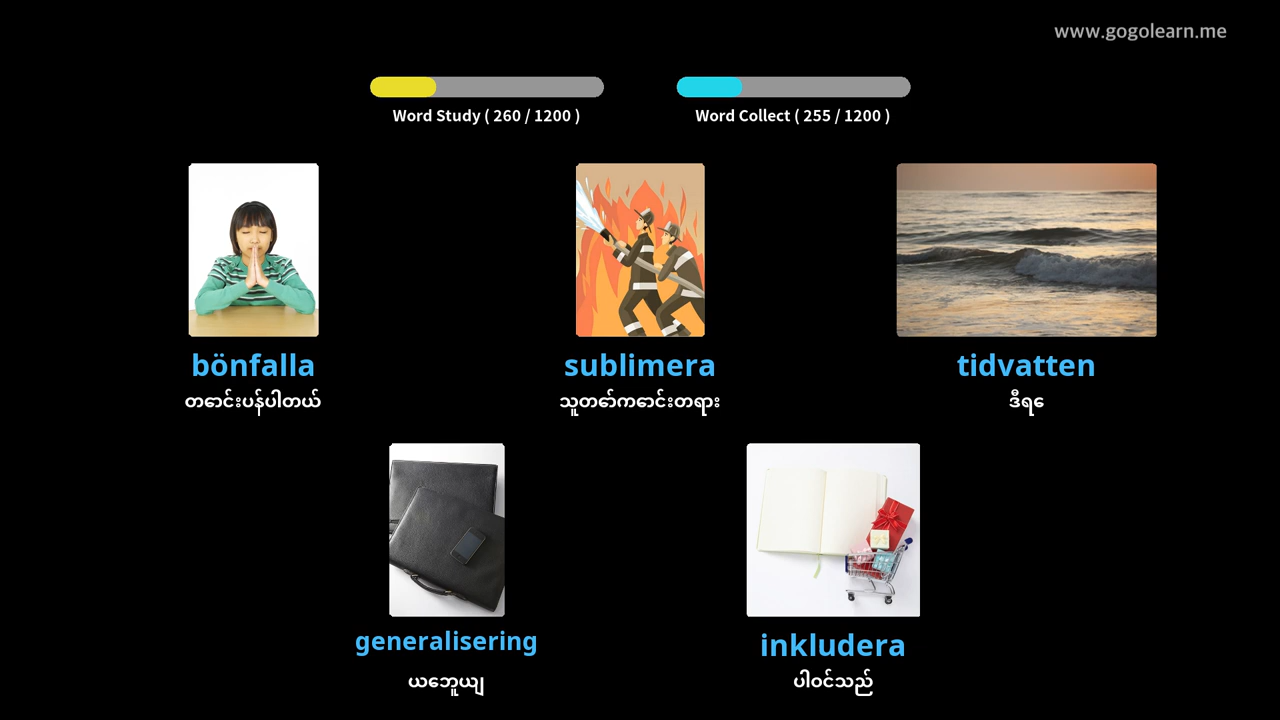 www.gogolearn.me
Word Study ( 260 / 1200 )
Word Collect ( 255 / 1200 )
bönfalla
တောင်းပန်ပါတယ်
sublimera
သူတော်ကောင်းတရား
tidvatten
ဒီရေ
generalisering
ယဘေူယျ
inkludera
ပါဝင်သည်